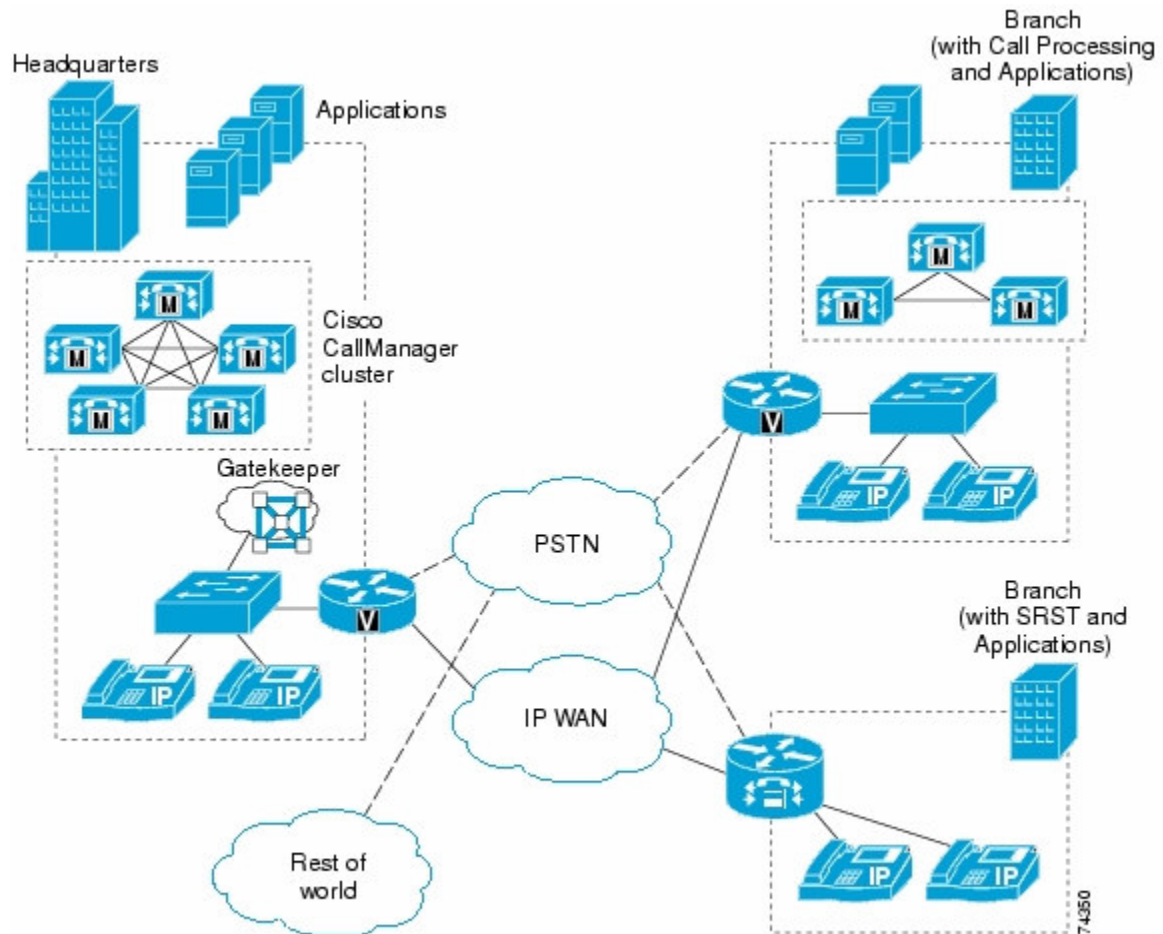 Headquarters
Applications
Branch
(with Call Processing
and Applications)
M
M
M
M
M
M
M
M
Cisco
CallManager
cluster
V
IP
IP
Gatekeeper
V
IP
IP
PSTN
IP WAN
Rest of
world
Branch
(with SRST and
Applications)
IP
IP
74350